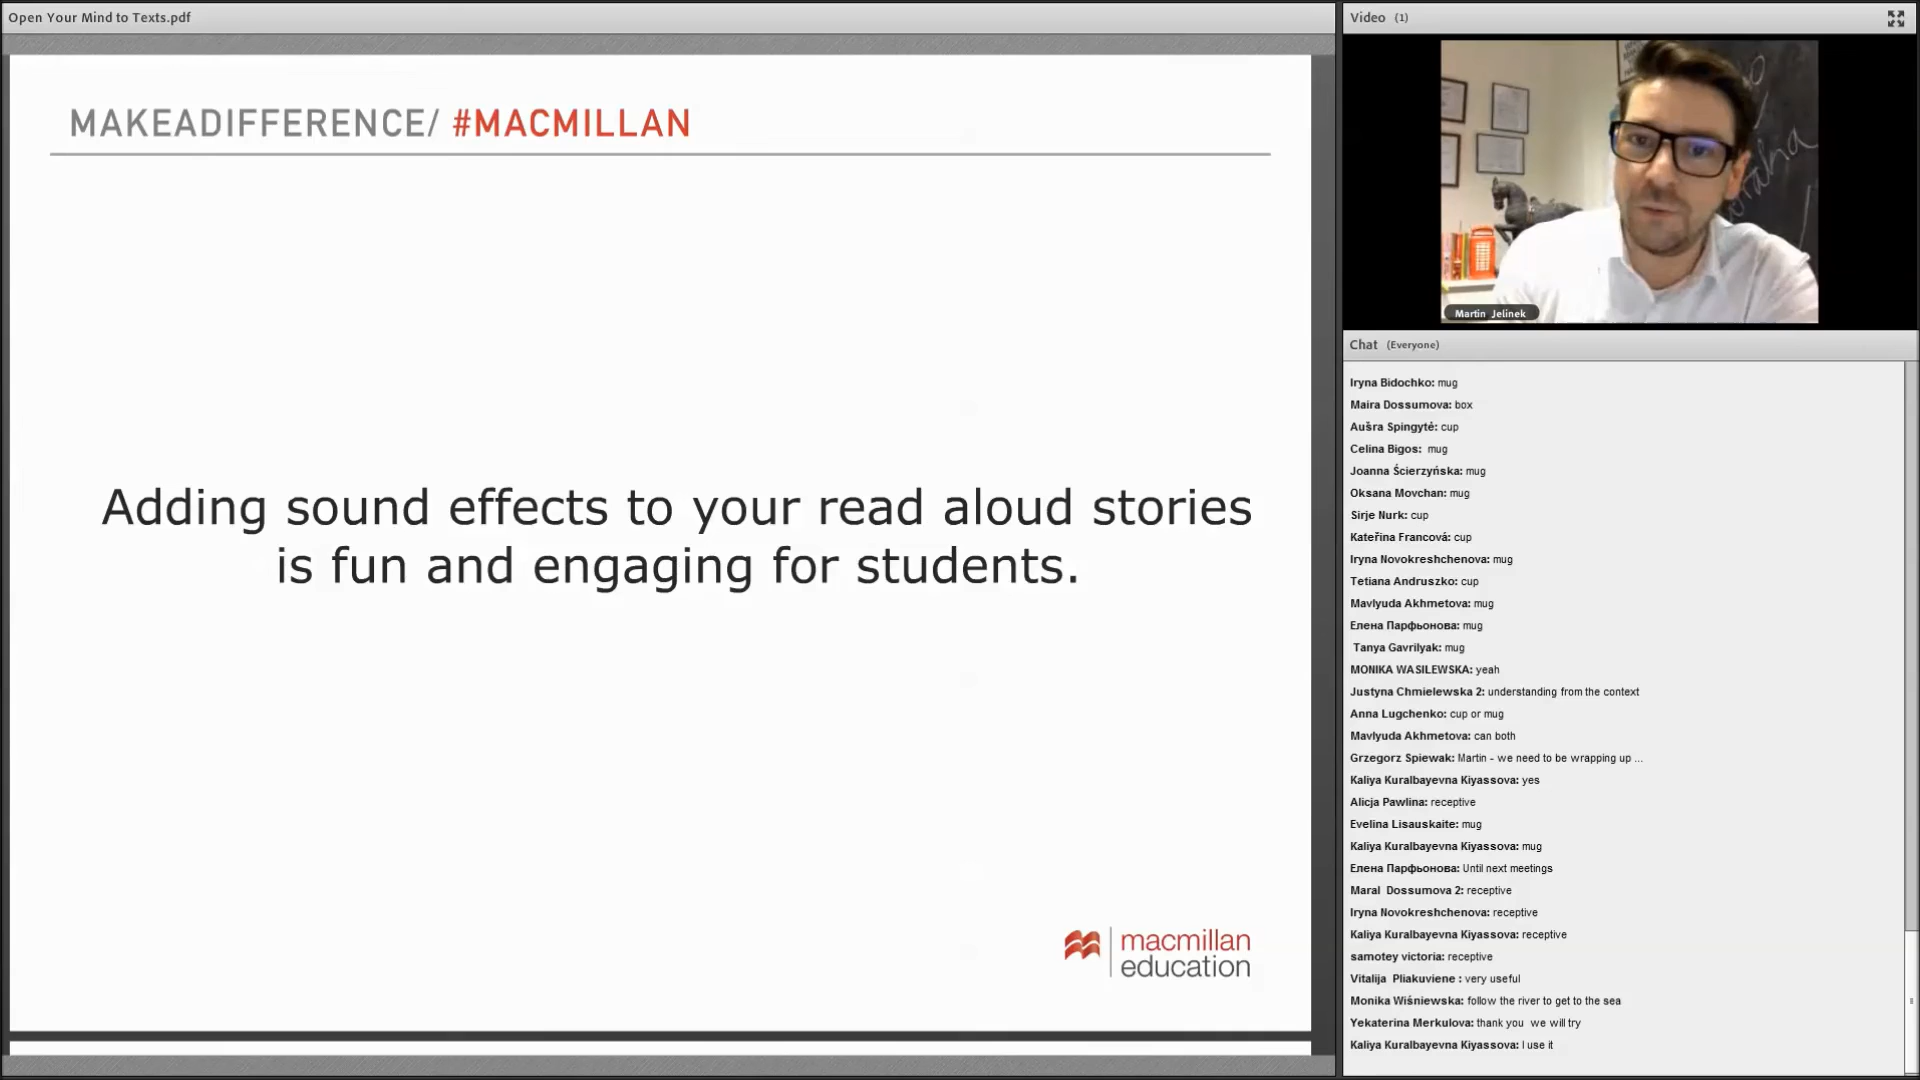 Open Your Mind to Texts.pdf
MAKEADIFFERENCE/ #MACMILLAN
Adding sound effects to your read aloud stories
is fun and engaging for students.
macmillan
education
Video (1)
Martin Jelinek
Chat (Everyone)
Iryna Bidochko: mug
Maira Dossumova: box
Aušra Spingytė: cup
Celina Bigos: mug
Joanna Ścierzyńska: mug
Oksana Movchan: mug
Sirje Nurk: cup
Kateřina Francová: cup
Iryna Novokreshchenova: mug
Tetiana Andruszko: cup
Mavlyuda Akhmetova: mug
Елена Парфьонова: mug
Tanya Gavrilyak: mug
MONIKA WASILEWSKA: yeah
Justyna Chmielewska 2: understanding from the context
Anna Lugchenko: cup or mug
Mavlyuda Akhmetova: can both
Grzegorz Spiewak: Martin - we need to be wrapping up ...
Kaliya Kuralbayevna Kiyassova: yes
Alicja Pawlina: receptive
Evelina Lisauskaite: mug
Kaliya Kuralbayevna Kiyassova: mug
Елена Парфьонова: Until next meetings
Maral Dossumova 2: receptive
Iryna Novokreshchenova: receptive
Kaliya Kuralbayevna Kiyassova: receptive
samotey victoria: receptive
Vitalija Pliakuviene : very useful
Monika Wiśniewska: follow the river to get to the sea
Yekaterina Merkulova: thank you we will try
Kaliya Kuralbayevna Kiyassova: I use it